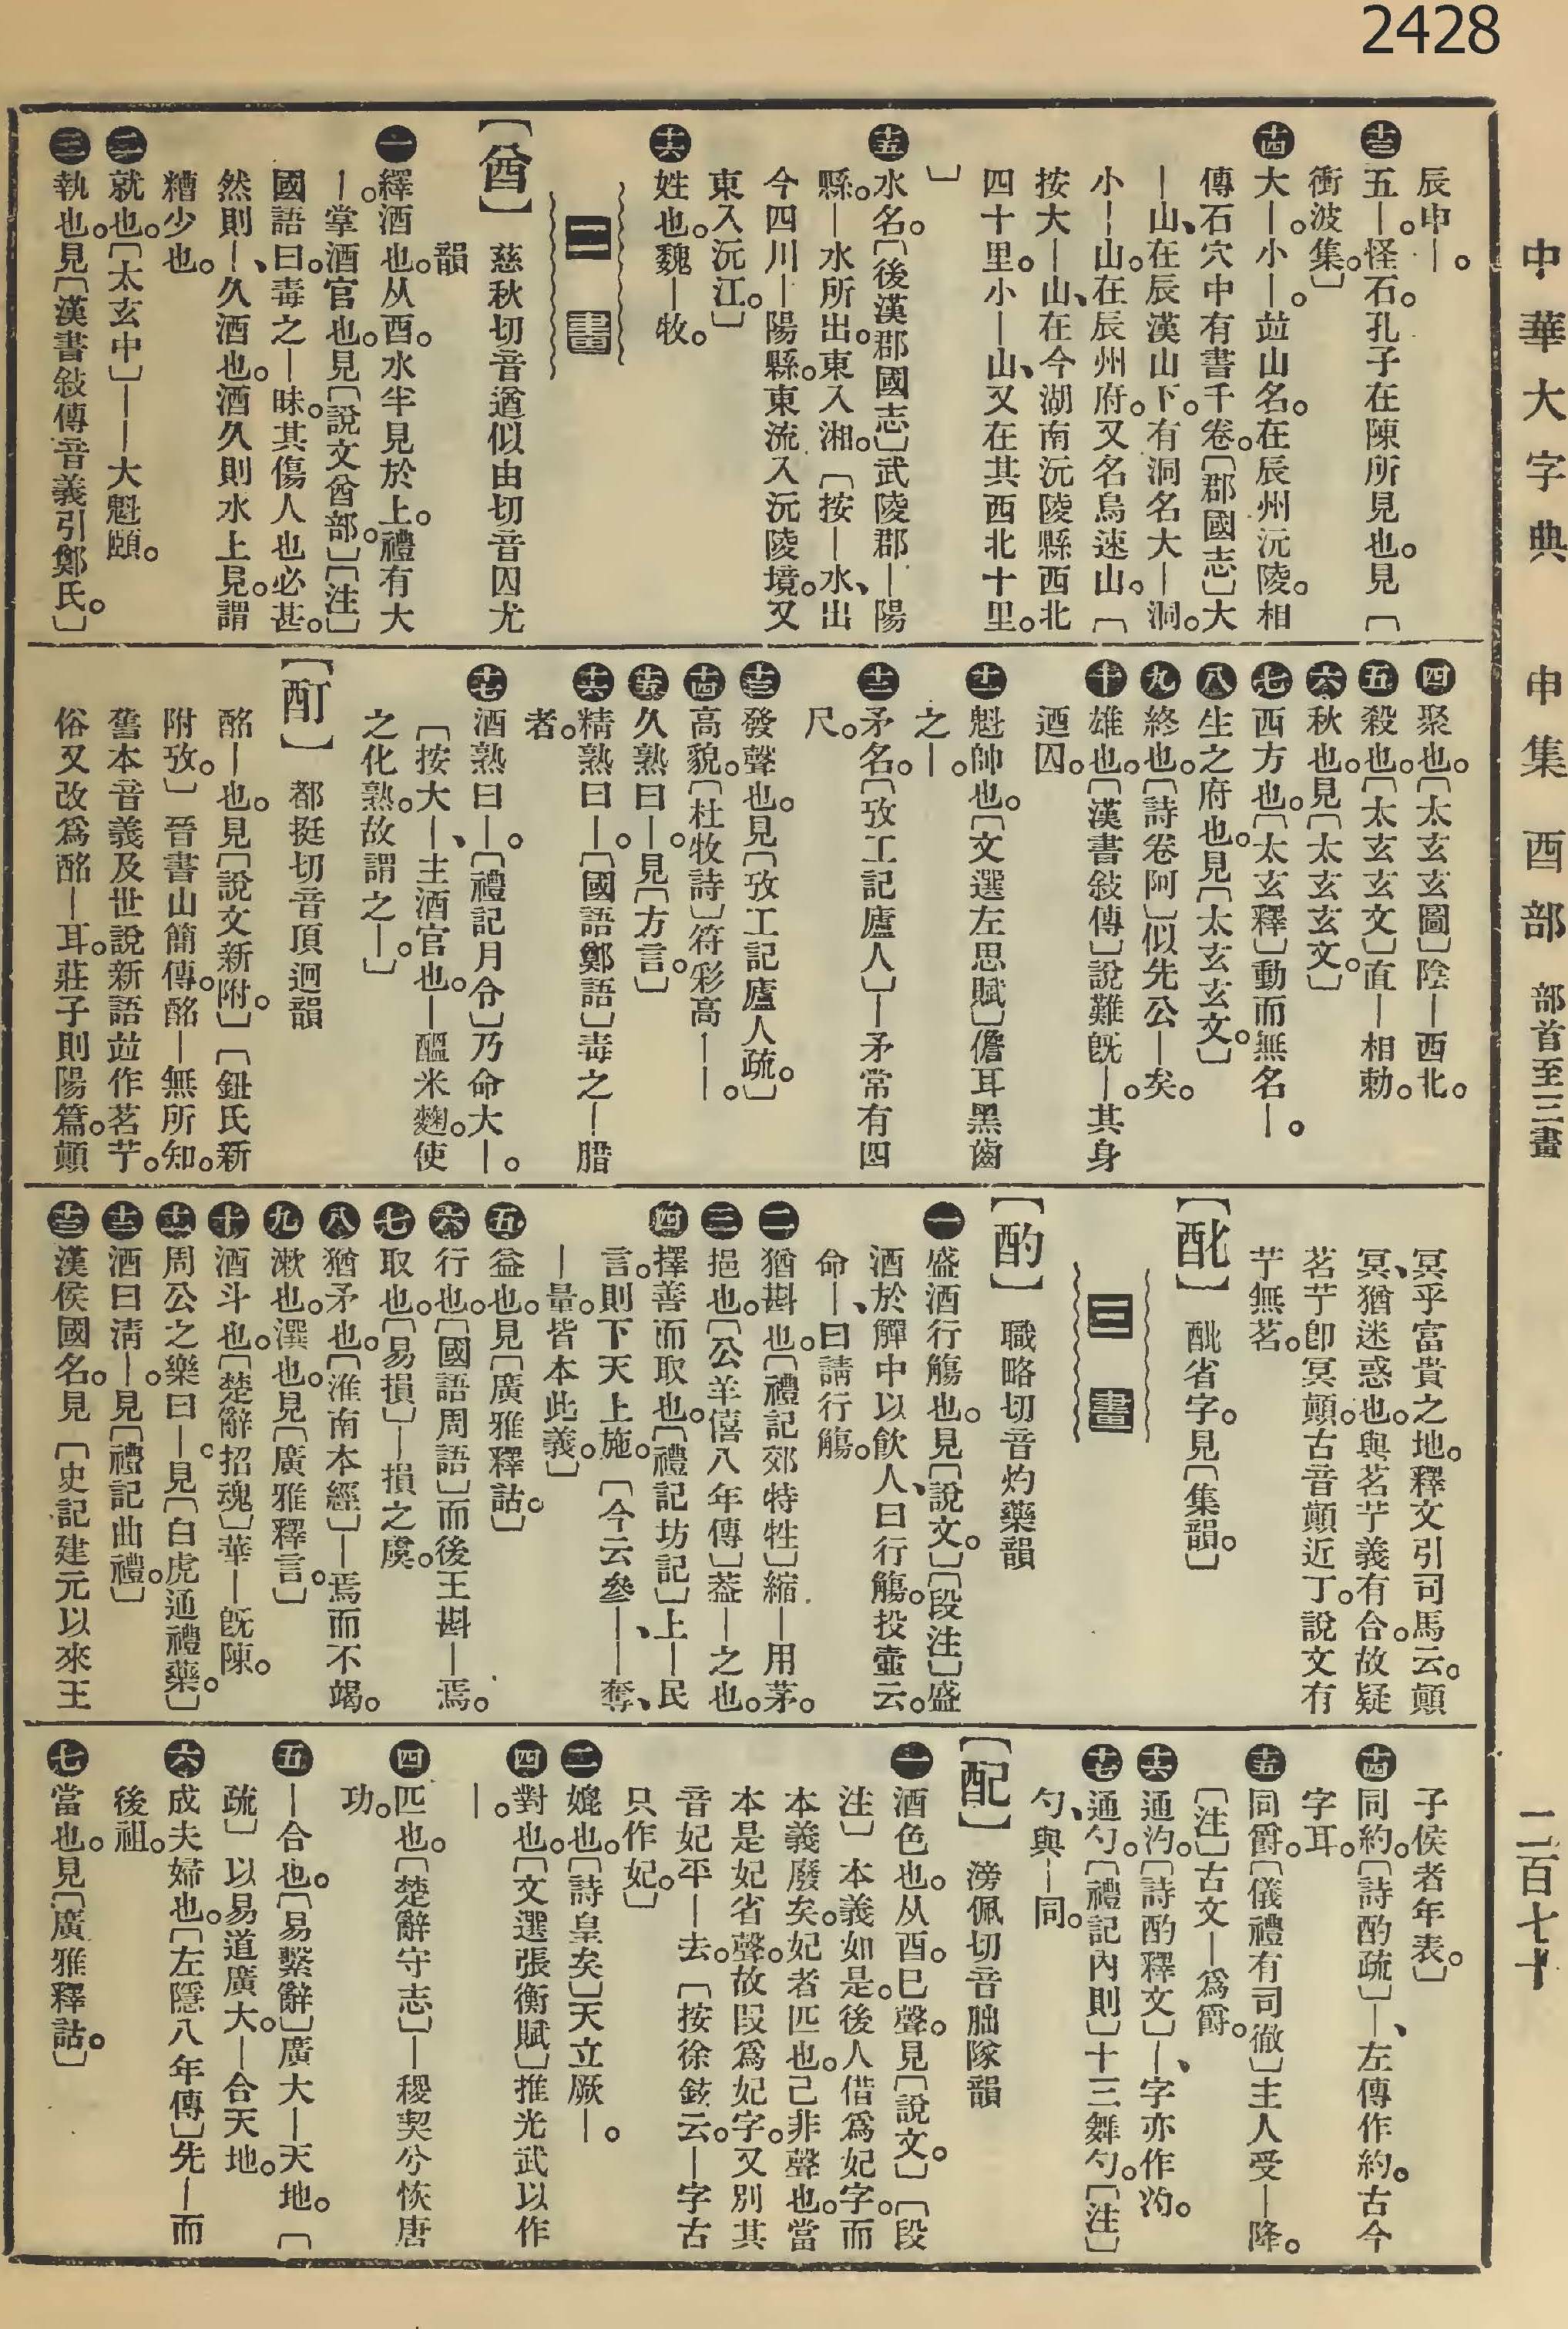 2428
中華大字典 申集 酉部 部首至三畫 二百七十
辰申—。
十三 五—。怪石。孔子在陳所見也。見〔
衝波集。〕
十四 大—。小—。並山名。在辰州沅陵。相
傳石穴中有書千卷。〔郡國志〕大
—山、在辰漢山下。有洞名大—洞。
小—山。在辰州府。又名烏速山。〔
按大—山、在今湖南沅陵縣西北
四十里。小—山、又在其西北十里。
〕
十五 水名。〔後漢郡國志〕武陵郡—陽
縣。—水所出。東入湘。〔按—水、出
今四川—陽縣。東流入沅陵境。又
東入沅江。〕
十六 姓也。魏—牧。
二畫
【酋】 慈秋切音遒似由切音囚尤
韻
一 繹酒也。从酉。水半見於上。禮有大
—。掌酒官也。見〔說文酋部。〕〔注〕
國語曰。毒之—昧。其傷人也必甚。
然則—、久酒也。酒久則水上見。謂
糟少也。
二 就也。〔太玄中〕——大魁頤。
三 執也。見〔漢書敍傳音義引鄭氏。〕
四 聚也。〔太玄玄圖〕陰—西北。
五 殺也。〔太玄玄文〕直—相勑。
六 秋也。見〔太玄玄文。〕
七 西方也。〔太玄釋〕動而無名—。
八 生之府也。見〔太玄玄文。〕
九 終也。〔詩卷阿〕似先公—矣。
十 雄也。〔漢書敍傳〕說難旣—。其身
迺囚。
十一 魁帥也。〔文選左思賦〕儋耳黑齒
之—。
十二 矛名。〔攷工記廬人〕—矛常有四
尺。
十三 發聲也。見〔攷工記廬人疏。〕
十四 高貌。〔杜牧詩〕符彩高——。
十五 久熟曰—。見〔方言。〕
十六 精熟曰—。〔國語鄭語〕毒之—腊
者。
十七 酒熟曰—。〔禮記月令〕乃命大—。
〔按大—、主酒官也。—醞米麴。使
之化熟。故謂之—。〕
【酊】 都挺切音頂迥韻
酩—也。見〔說文新附。〕〔鈕氏新
附攷。〕晉書山簡傳。酩—無所知。
舊本音義及世說新語並作茗艼。
俗又改爲酩—耳。莊子則陽篇。顚
冥乎富貴之地。釋文引司馬云。顚
冥、猶迷惑也。與茗艼義有合。故疑
茗艼卽冥顚。古音顚近丁。說文有
艼無茗。
【酏】 酏省字。見〔集韻。〕
三畫
【酌】 職略切音灼藥韻
一 盛酒行觴也。見〔說文。〕〔段注〕盛
酒於觶中以飮人、曰行觴。投壷云。
命—、曰請行觴。
二 猶斟也。〔禮記郊特牲〕縮—用茅。
三 挹也。〔公羊僖八年傳〕葢—之也。
四 擇善而取也。〔禮記坊記〕上—民
言。則下天上施。〔今云參—、—奪、
—量。皆本此義。〕
五 益也。見〔廣雅釋詁。〕
六 行也。〔國語周語〕而後王斟—焉。
七 取也。〔易損〕—損之虞。
八 猶矛也。〔淮南本經〕—焉而不竭。
九 漱也。潠也。見〔廣雅釋言。〕
十 酒斗也。〔楚辭招魂〕華—旣陳。
十一 周公之樂曰—。見〔白虎通禮樂。〕
十二 酒曰淸—。見〔禮記曲禮。〕
十三 漢侯國名。見〔史記建元以來王
子侯者年表。〕
十四 同約。〔詩酌疏〕—、左傳作約。古今
字耳。
十五 同爵。〔儀禮有司徹〕主人受—降。
〔注〕古文—爲爵。
十六 通汋。〔詩酌釋文〕—、字亦作汋。
十七 通勺。〔禮記內則〕十三舞勺。〔注〕
勺、與—同。
【配】 滂佩切音朏隊韻
一 酒色也。从酉。巳聲。見〔說文。〕〔段
注〕本義如是。後人借爲妃字。而
本義廢矣。妃者匹也。己非聲也。當
本是妃省聲。故叚爲妃字。又別其
音妃平—去。〔按徐鉉云。—字古
只作妃。〕
二 媲也。〔詩皇矣〕天立厥—。
四 對也。〔文選張衡賦〕推光武以作
—。
四 匹也。〔楚辭守志〕—稷契兮恢唐
功。
五 —合也。〔易繫辭〕廣大—天地。〔
疏〕以易道廣大。—合天地。
六 成夫婦也。〔左隱八年傳〕先—而
後祖。
七 當也。見〔廣雅釋詁。〕